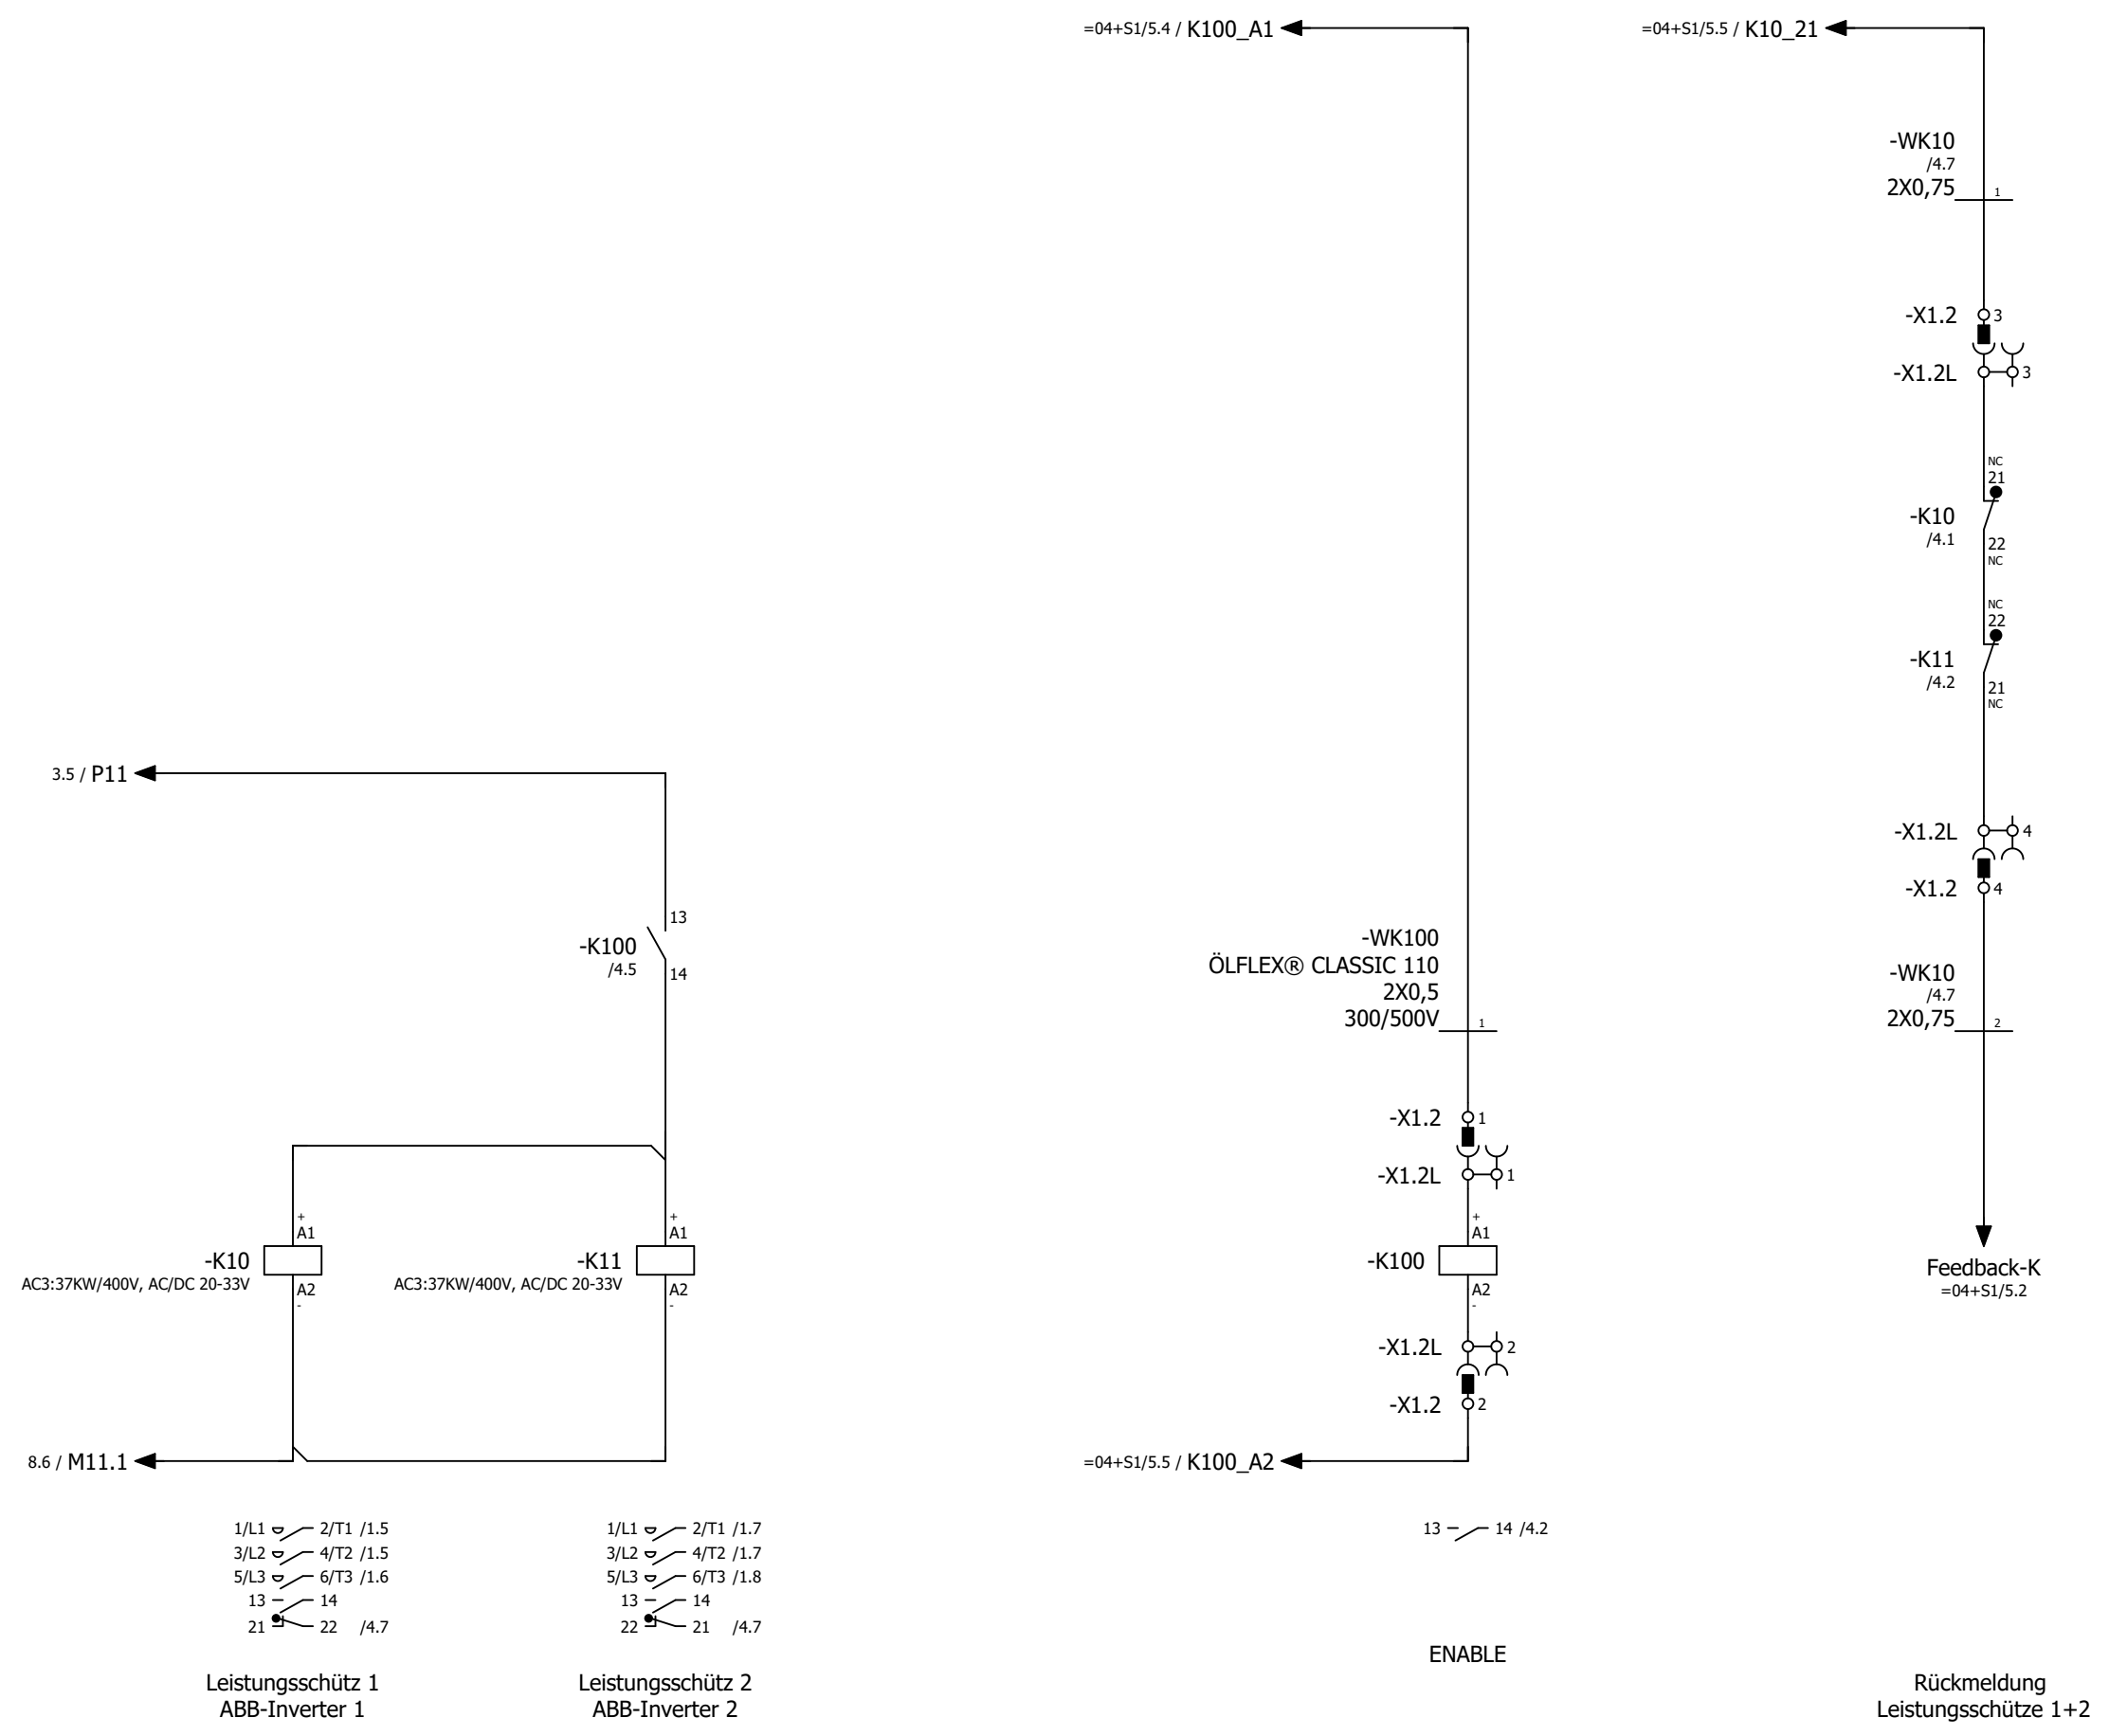 =04+S1/5.4 / K100_A1
=04+S1/5.5 / K10_21
-WK10
/4.7
2X0,75
1
-X1.2
3
-X1.2L
3
NC
21
-K10
/4.1
22
NC
NC
22
-K11
/4.2
21
NC
3.5 / P11
-X1.2L
4
-X1.2
4
13
-K100
/4.5
14
-WK100
ÖLFLEX® CLASSIC 110
2X0,5
300/500V
1
-WK10
/4.7
2X0,75
2
-X1.2
1
-X1.2L
1
+
A1
-K10
AC3:37KW/400V, AC/DC 20-33V
A2
-
+
A1
-K11
AC3:37KW/400V, AC/DC 20-33V
A2
-
+
A1
-K100
A2
-
Feedback-K
=04+S1/5.2
-X1.2L
2
-X1.2
2
8.6 / M11.1
=04+S1/5.5 / K100_A2
1/L1 2/T1 /1.5
3/L2 4/T2 /1.5
5/L3 6/T3 /1.6
13 14
21 22 /4.7
1/L1 2/T1 /1.7
3/L2 4/T2 /1.7
5/L3 6/T3 /1.8
13 14
22 21 /4.7
13 14 /4.2
Leistungsschütz 1
ABB-Inverter 1
Leistungsschütz 2
ABB-Inverter 2
ENABLE
Rückmeldung
Leistungsschütze 1+2